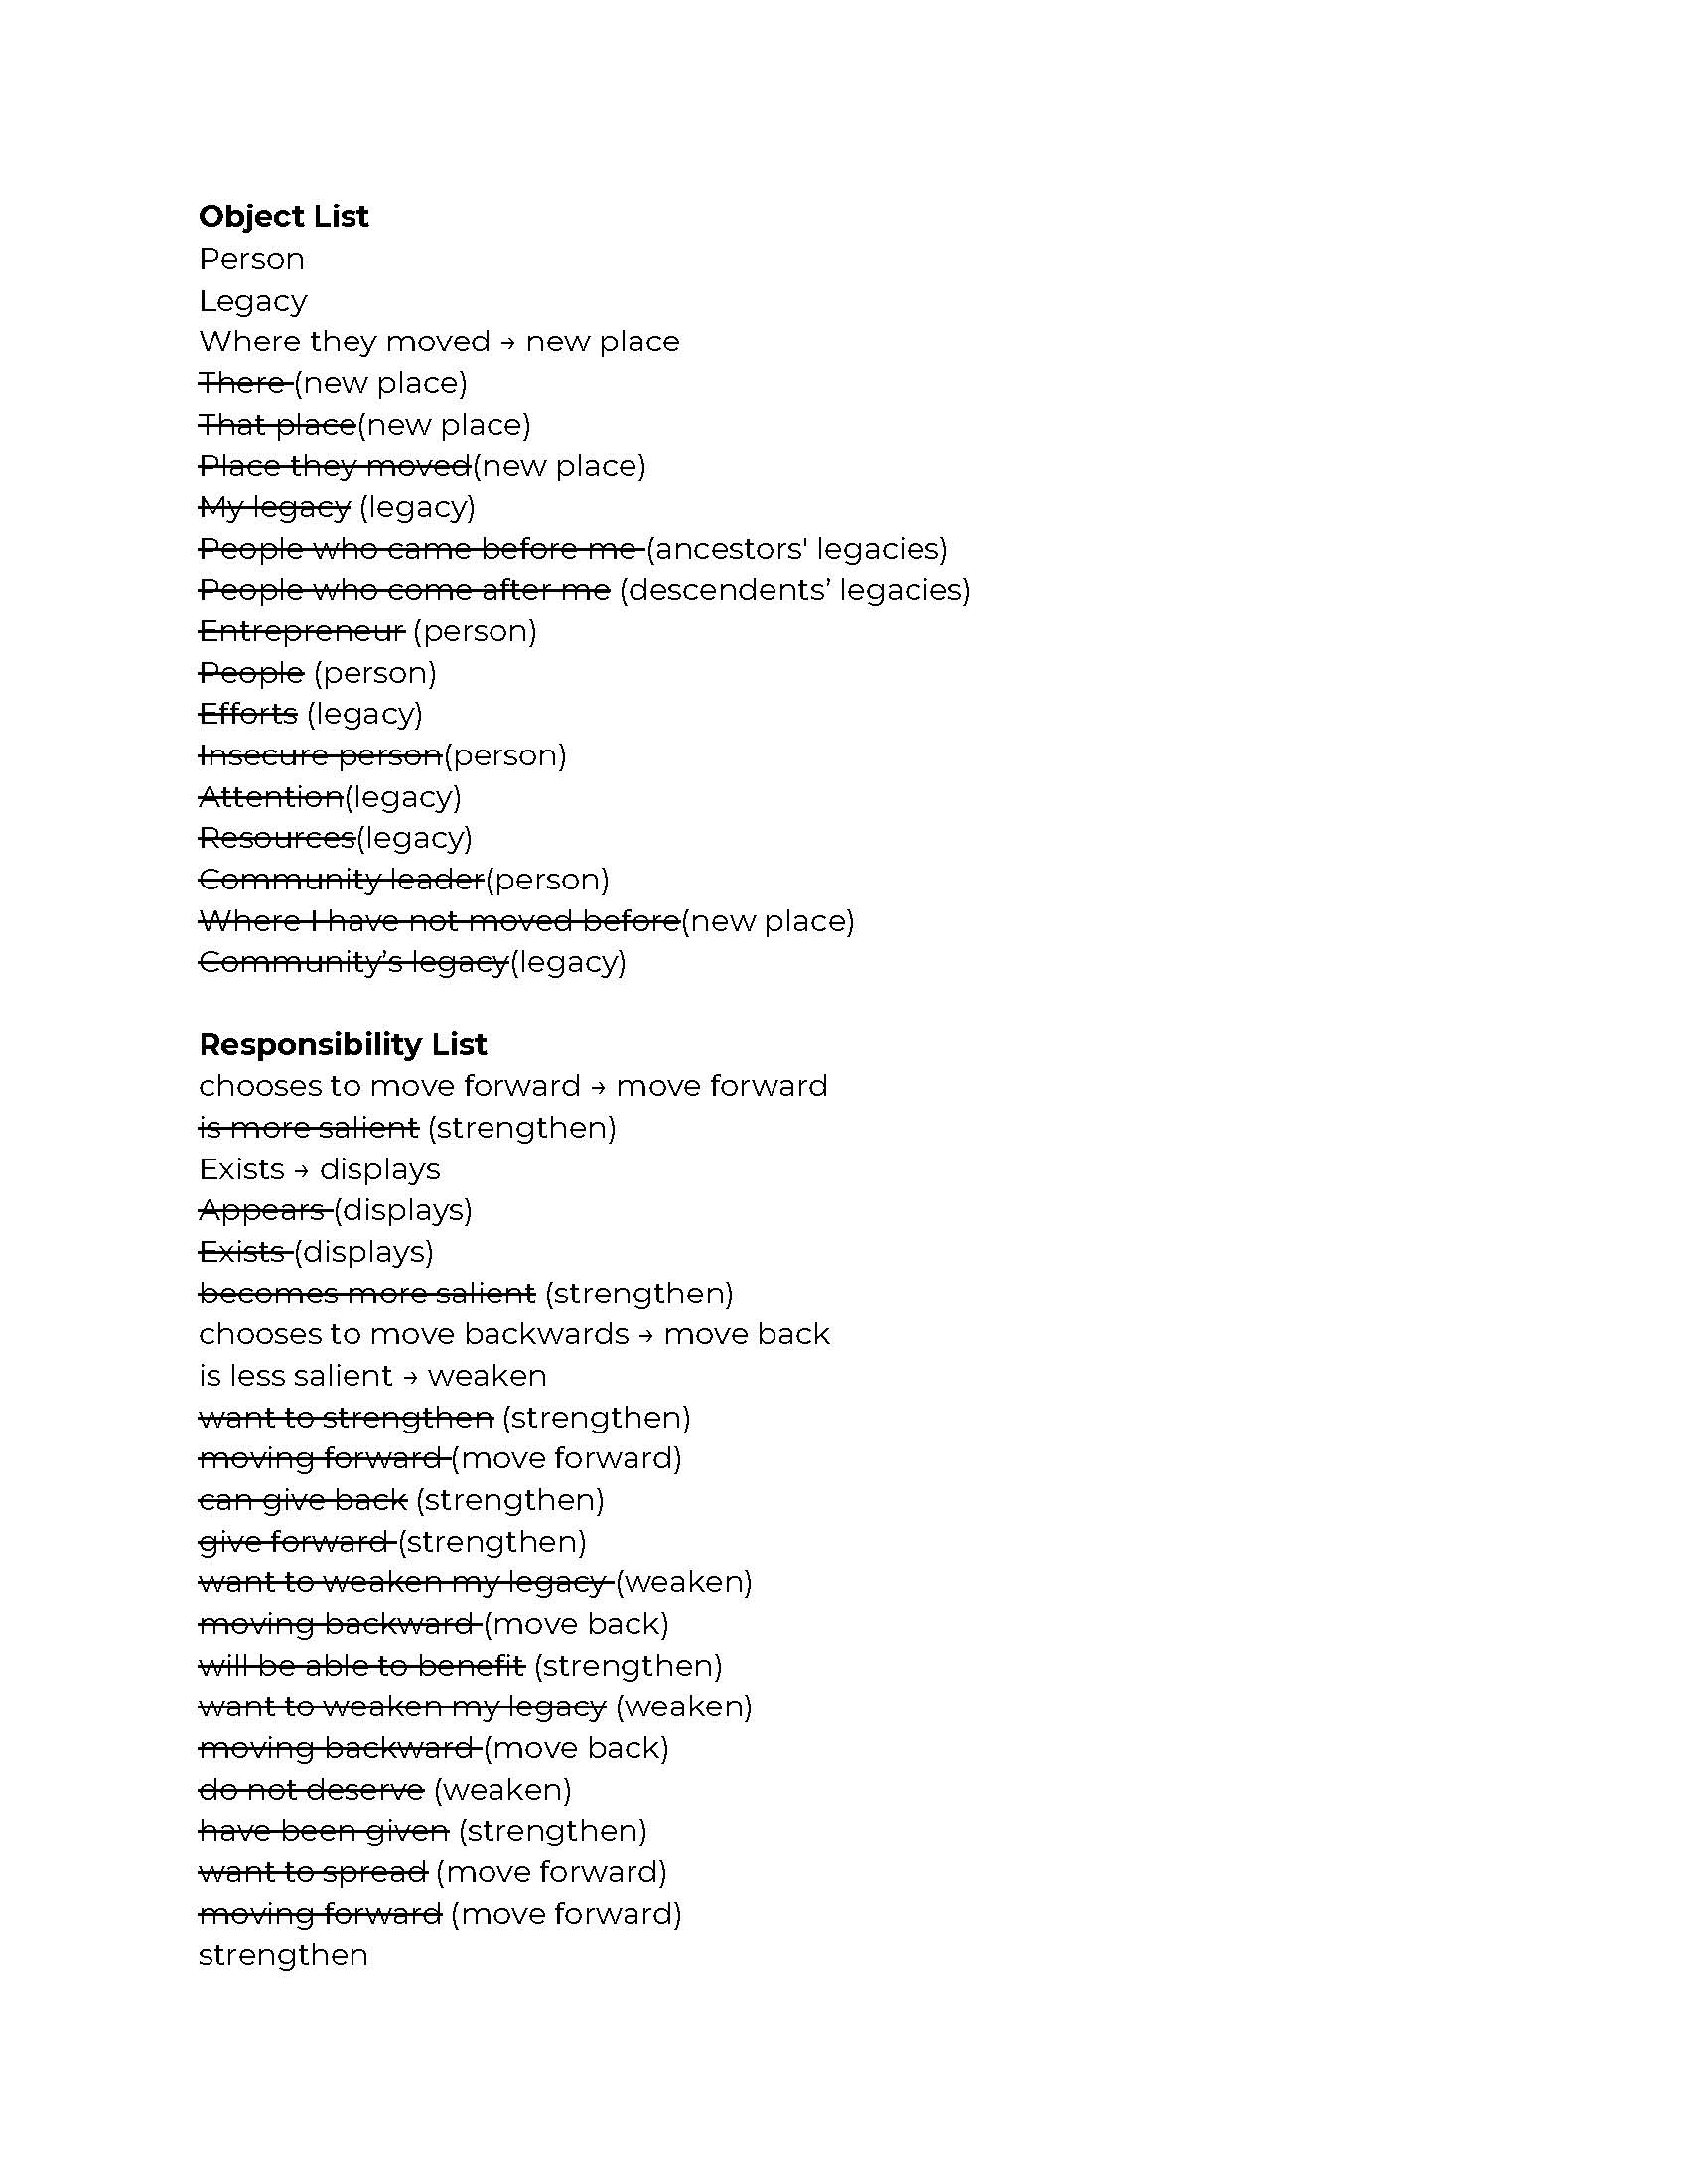 Object List
Person
Legacy
Where they moved → new place
There (new place)
That place(new place)
Place they moved(new place)
My legacy (legacy)
People who came before me (ancestors' legacies)
People who come after me (descendents’ legacies)
Entrepreneur (person)
People (person)
Efforts (legacy)
Insecure person(person)
Attention(legacy)
Resources(legacy)
Community leader(person)
Where I have not moved before(new place)
Community’s legacy(legacy)
Responsibility List
chooses to move forward → move forward
is more salient (strengthen)
Exists → displays
Appears (displays)
Exists (displays)
becomes more salient (strengthen)
chooses to move backwards → move back
is less salient → weaken
want to strengthen (strengthen)
moving forward (move forward)
can give back (strengthen)
give forward (strengthen)
want to weaken my legacy (weaken)
moving backward (move back)
will be able to benefit (strengthen)
want to weaken my legacy (weaken)
moving backward (move back)
do not deserve (weaken)
have been given (strengthen)
want to spread (move forward)
moving forward (move forward)
strengthen